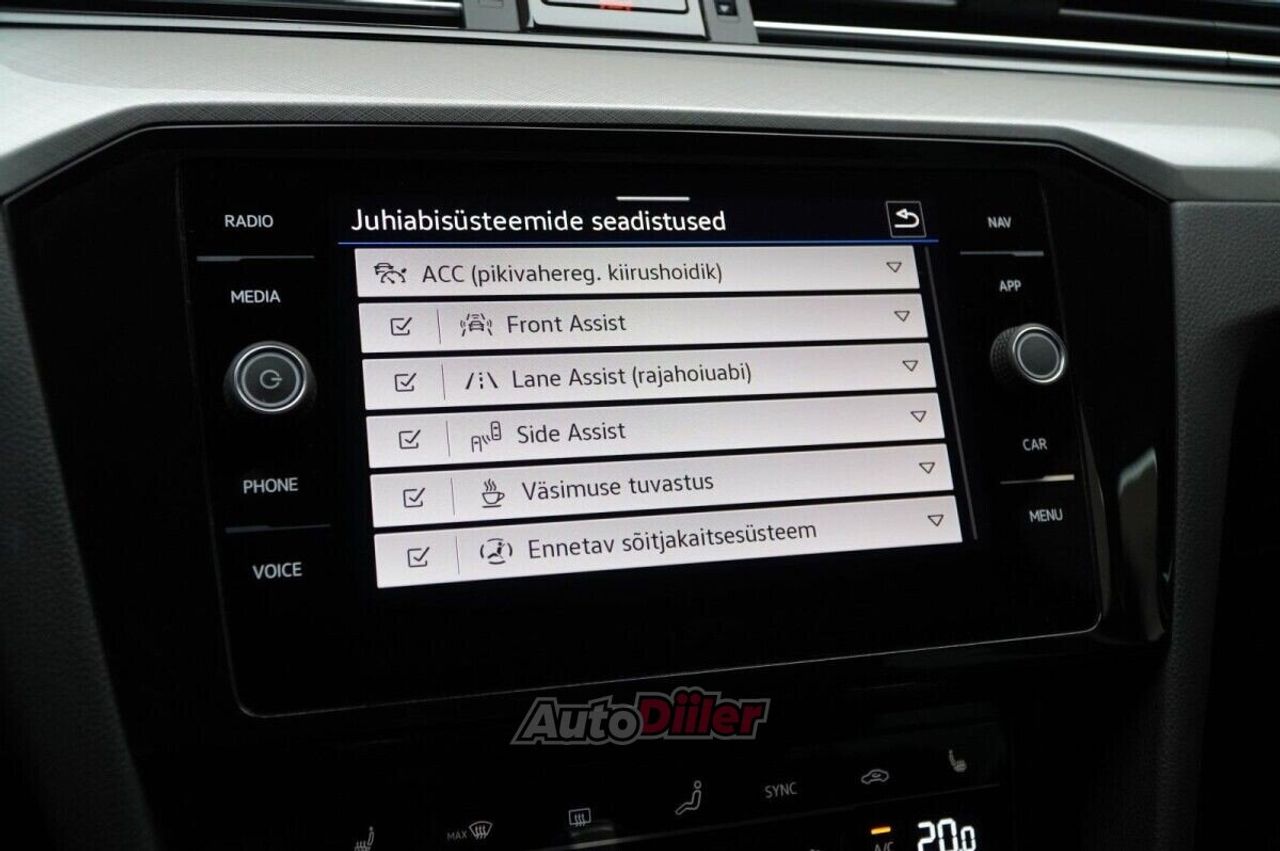 Juhiabisüsteemide seadistused
RADIO
MEDIA
PHONE
VOICE
ACC (pikivahereg. kiirushoidik)
Front Assist
Lane Assist (rajahoiuabi)
Side Assist
Väsimuse tuvastus
Ennetav sõitjakaitsesüsteem
NAV
APP
CAR
MENU
AutoDiiler
MAX
SYNC
A/C
20.0